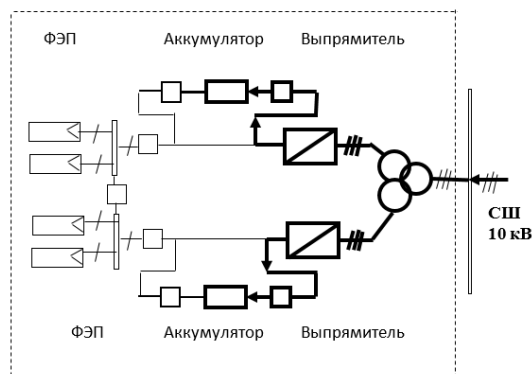 ФЭП Аккумулятор Выпрямитель
СШ
10 кВ
ФЭП Аккумулятор Выпрямитель